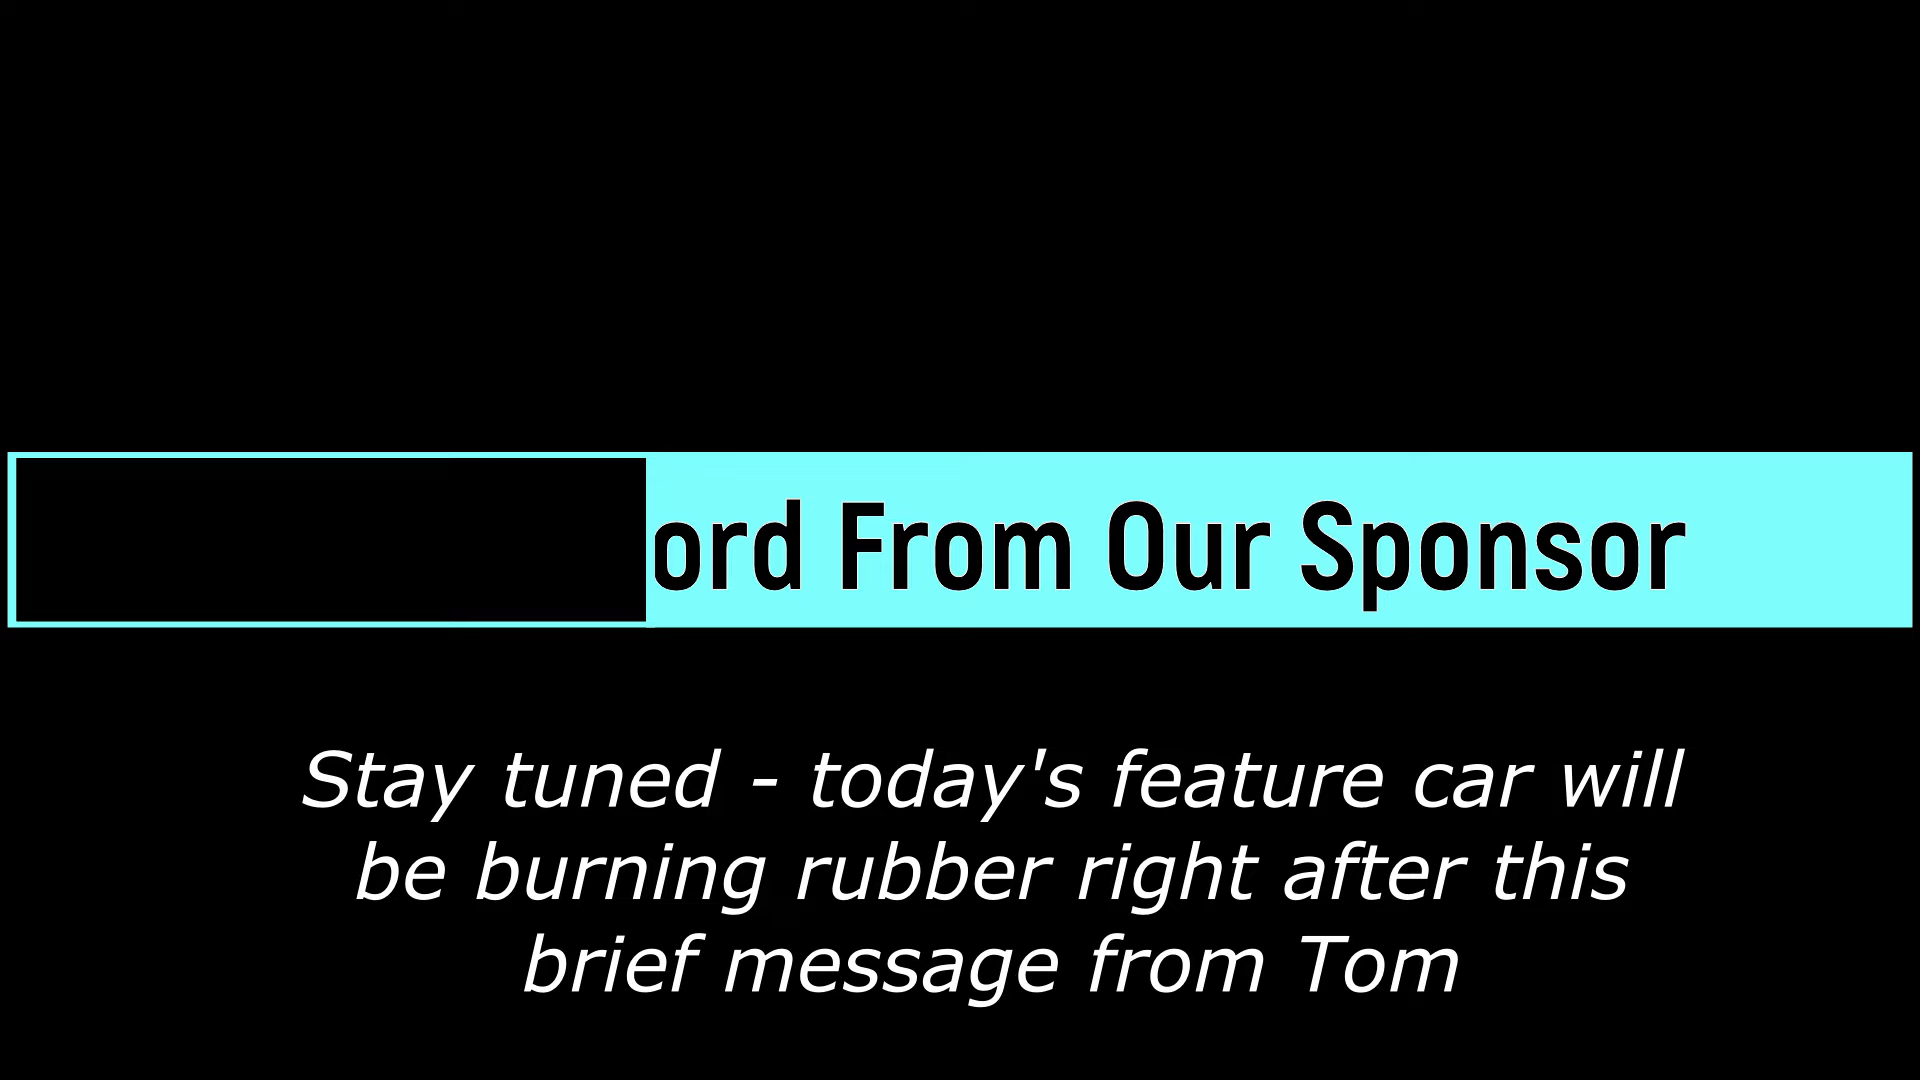 ord From Our Sponsor
Stay tuned - today's feature car will
be burning rubber right after this
brief message from Tom